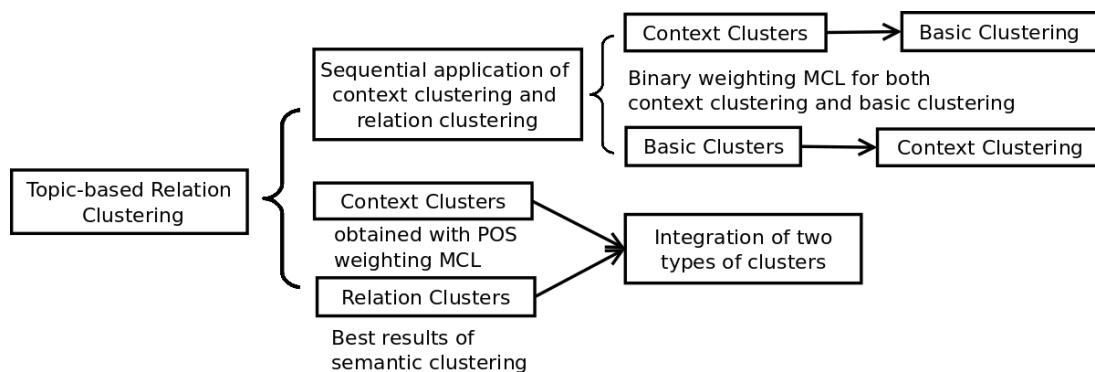 Topic-based Relation
Clustering
Sequential application of
context clustering and
relation clustering
Context Clusters
Basic Clustering
Binary weighting MCL for both
context clustering and basic clustering
Basic Clusters
Context Clustering
Context Clusters
obtained with POS
weighting MCL
Relation Clusters
Best results of
semantic clustering
Integration of two
types of clusters